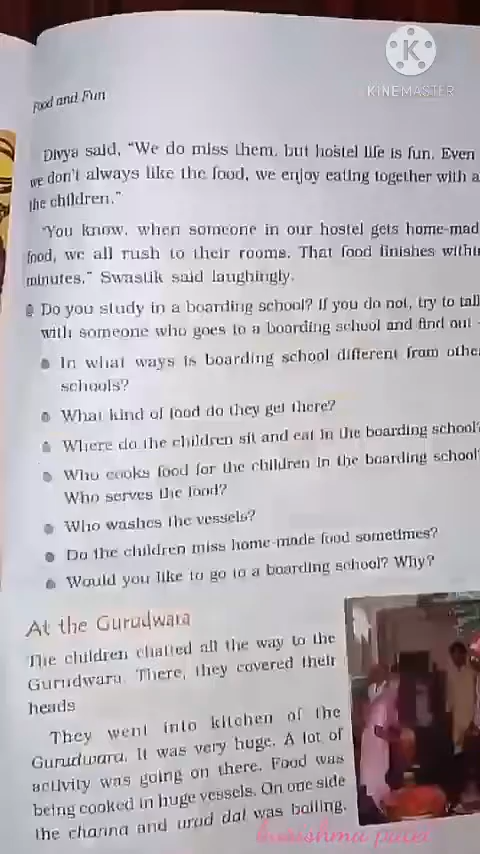 KINEMASTER
Food and Fun
Divya said, "We do miss them, but hostel life is fun. Even
we don't always like the food, we enjoy eating together with a
the children."
"You know, when someone in our hostel gets home-mad
food, we all rush to their rooms. That food finishes withi
minutes." Swastik said laughingly.
Do you study in a boarding school? If you do not, try to tal
with someone who goes to a boarding school and find out -
In what ways is boarding school different from othe
schools?
What kind of food do they get there?
Where do the children sit and eat in the boarding school?
Who cooks food for the children in the boarding school
Who serves the food?
Who washes the vessels?
Do the children miss home-made food sometimes?
Would you like to go to a boarding school? Why?
At the Gurudwara
The children chatted all the way to the
Gurudwara. There, they covered their
heads
They went into kitchen of the
Gurudwara. It was very huge. A lot of
activity was going on there. Food was
being cooked in huge vessels. On one side
the channa and urad dal was boiling.